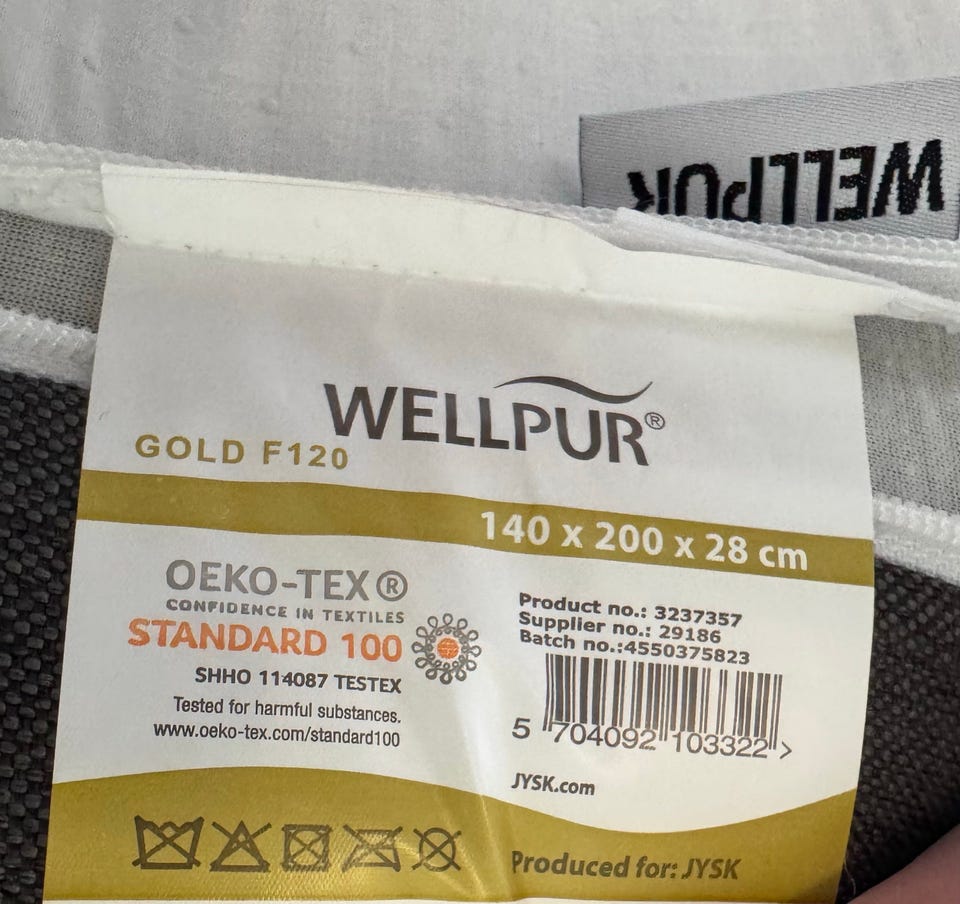 WELLPUR
WELLPUR®
GOLD F120
140 x 200 x 28 cm
OEKO-TEX®
CONFIDENCE IN TEXTILES
STANDARD 100
SHHO 114087 TESTEX
Tested for harmful substances.
www.oeko-tex.com/standard100
Product no.: 3237357
Supplier no.: 29186
Batch no.:4550375823
5 704092 103322 >
JYSK.com
Produced for: JYSK